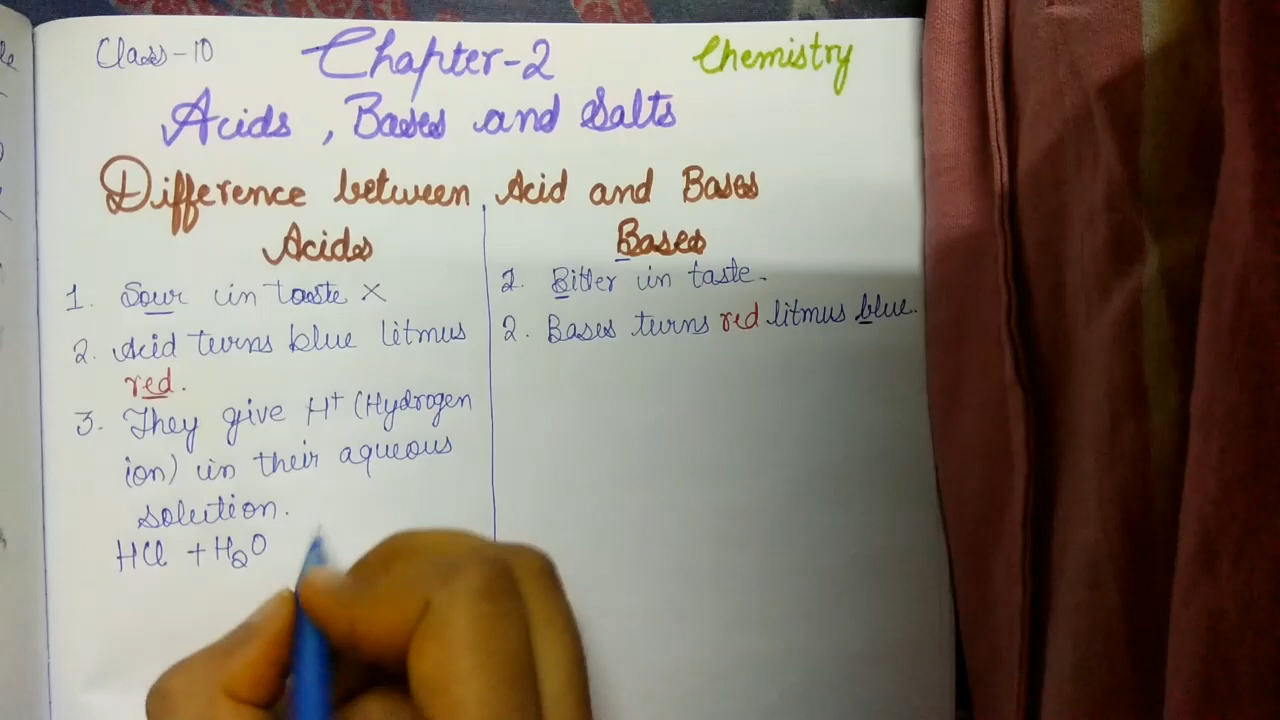 Class-10 Chapter-2 Chemistry
Acids, Bases and Salts
Difference between Acid and Bases
Acids
1. Sour in taste ×
2. Acid turns blue litmus
red.
3. They give H+ (Hydrogen
ion) in their aqueous
solution.
HCl + H2O
Bases
1. Bitter in taste.
2. Bases turns red litmus blue.